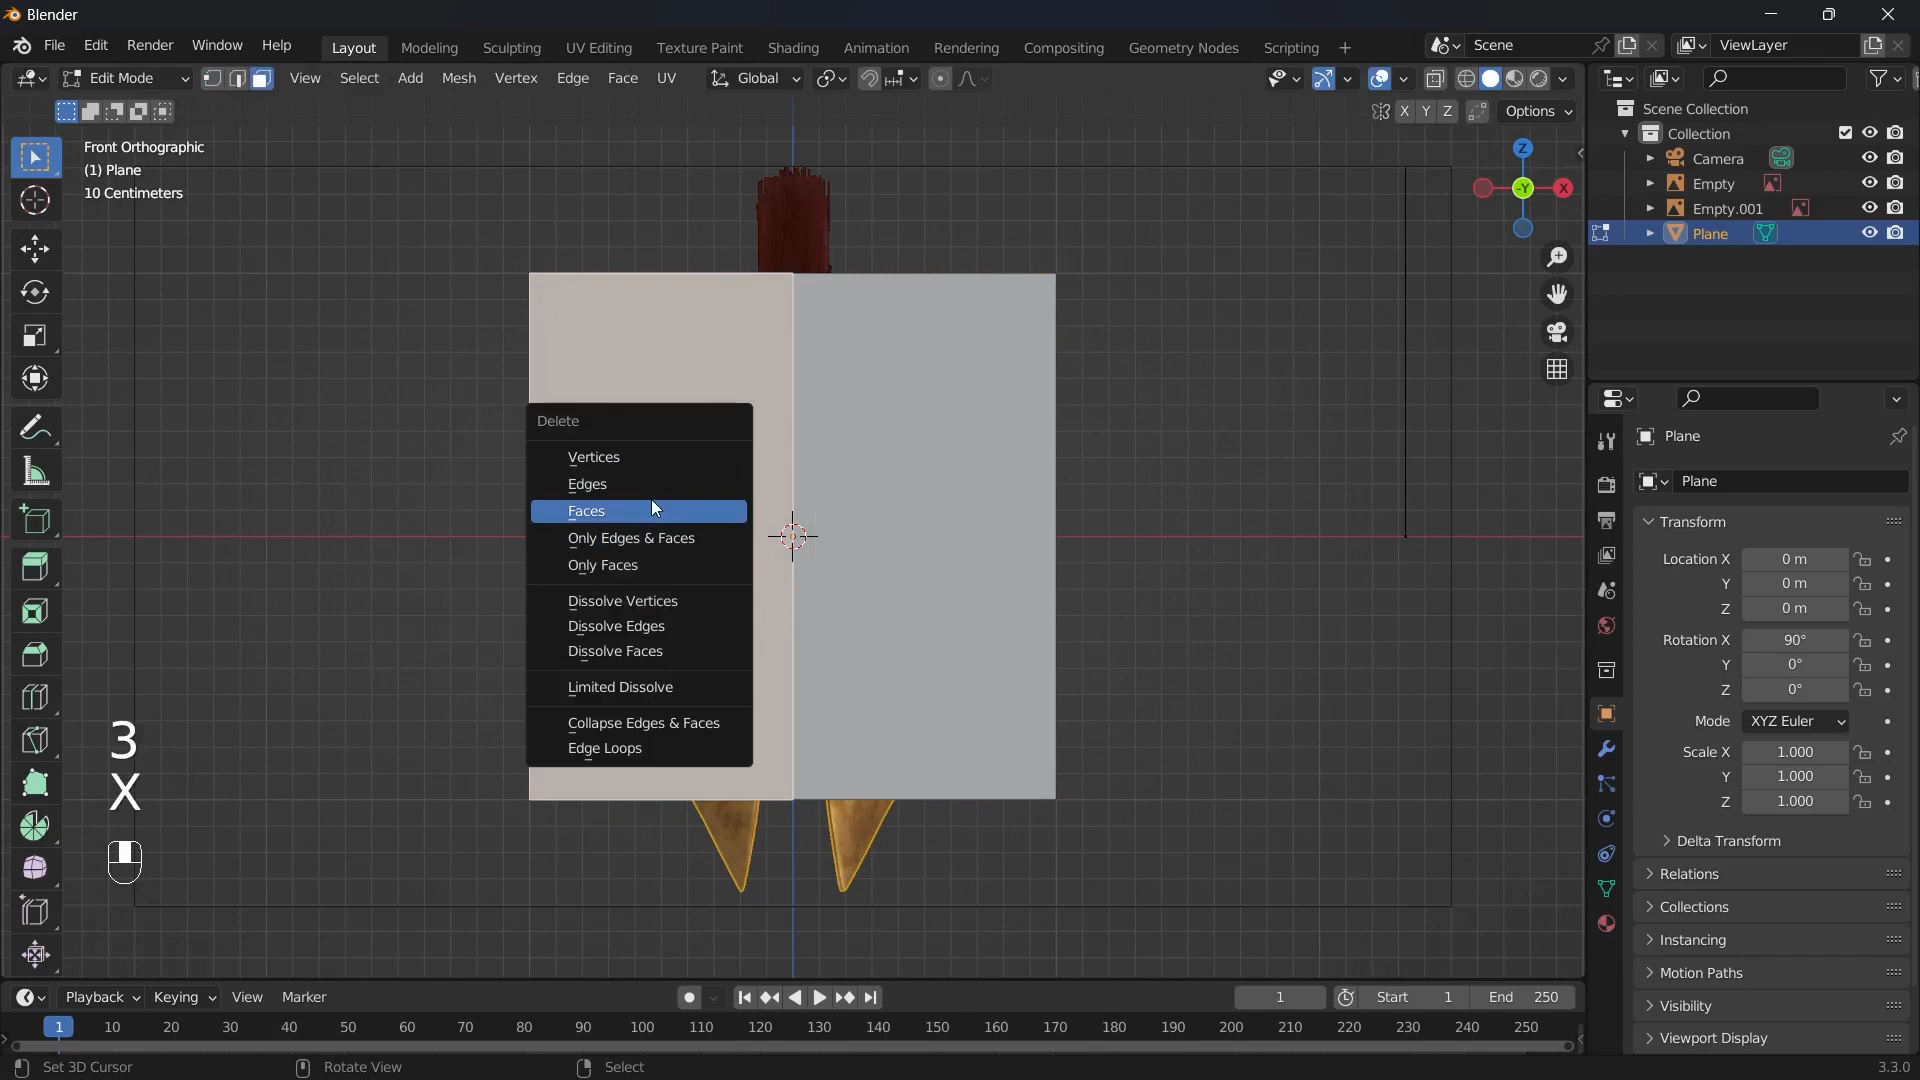 Blender
File Edit Render Window Help Layout Modeling Sculpting UV Editing Texture Paint Shading Animation Rendering Compositing Geometry Nodes Scripting + Scene ViewLayer
Edit Mode View Select Add Mesh Vertex Edge Face UV Global
X Y Z Options
Front Orthographic
(1) Plane
10 Centimeters
Z
-Y
X
Scene Collection
Collection
Camera
Empty
Empty.001
Plane
Delete
Vertices
Edges
Faces
Only Edges & Faces
Only Faces
Dissolve Vertices
Dissolve Edges
Dissolve Faces
Limited Dissolve
Collapse Edges & Faces
Edge Loops
3
X
Plane
Plane
Transform
Location X 0 m
Y 0 m
Z 0 m
Rotation X 90°
Y 0°
Z 0°
Mode XYZ Euler
Scale X 1.000
Y 1.000
Z 1.000
Delta Transform
Relations
Collections
Instancing
Motion Paths
Visibility
Viewport Display
Playback Keying View Marker 1 Start 1 End 250
1 10 20 30 40 50 60 70 80 90 100 110 120 130 140 150 160 170 180 190 200 210 220 230 240 250
Set 3D Cursor Rotate View Select 3.3.0